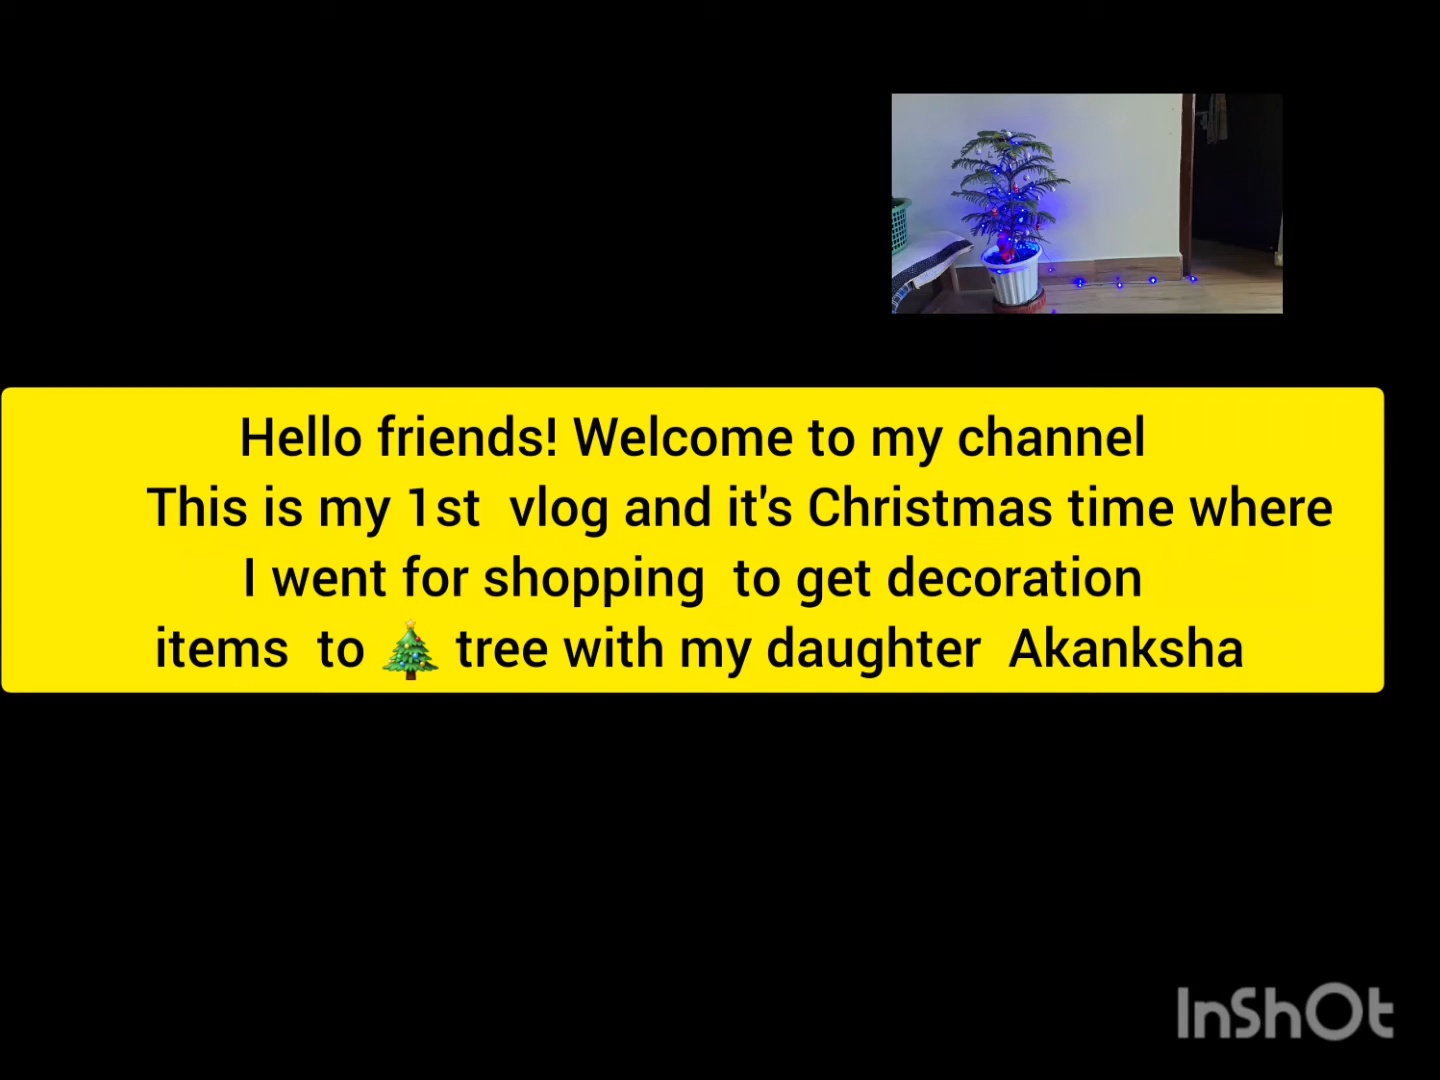 Hello friends! Welcome to my channel
This is my 1st vlog and it's Christmas time where
I went for shopping to get decoration
items to 🎄 tree with my daughter Akanksha
InShOt